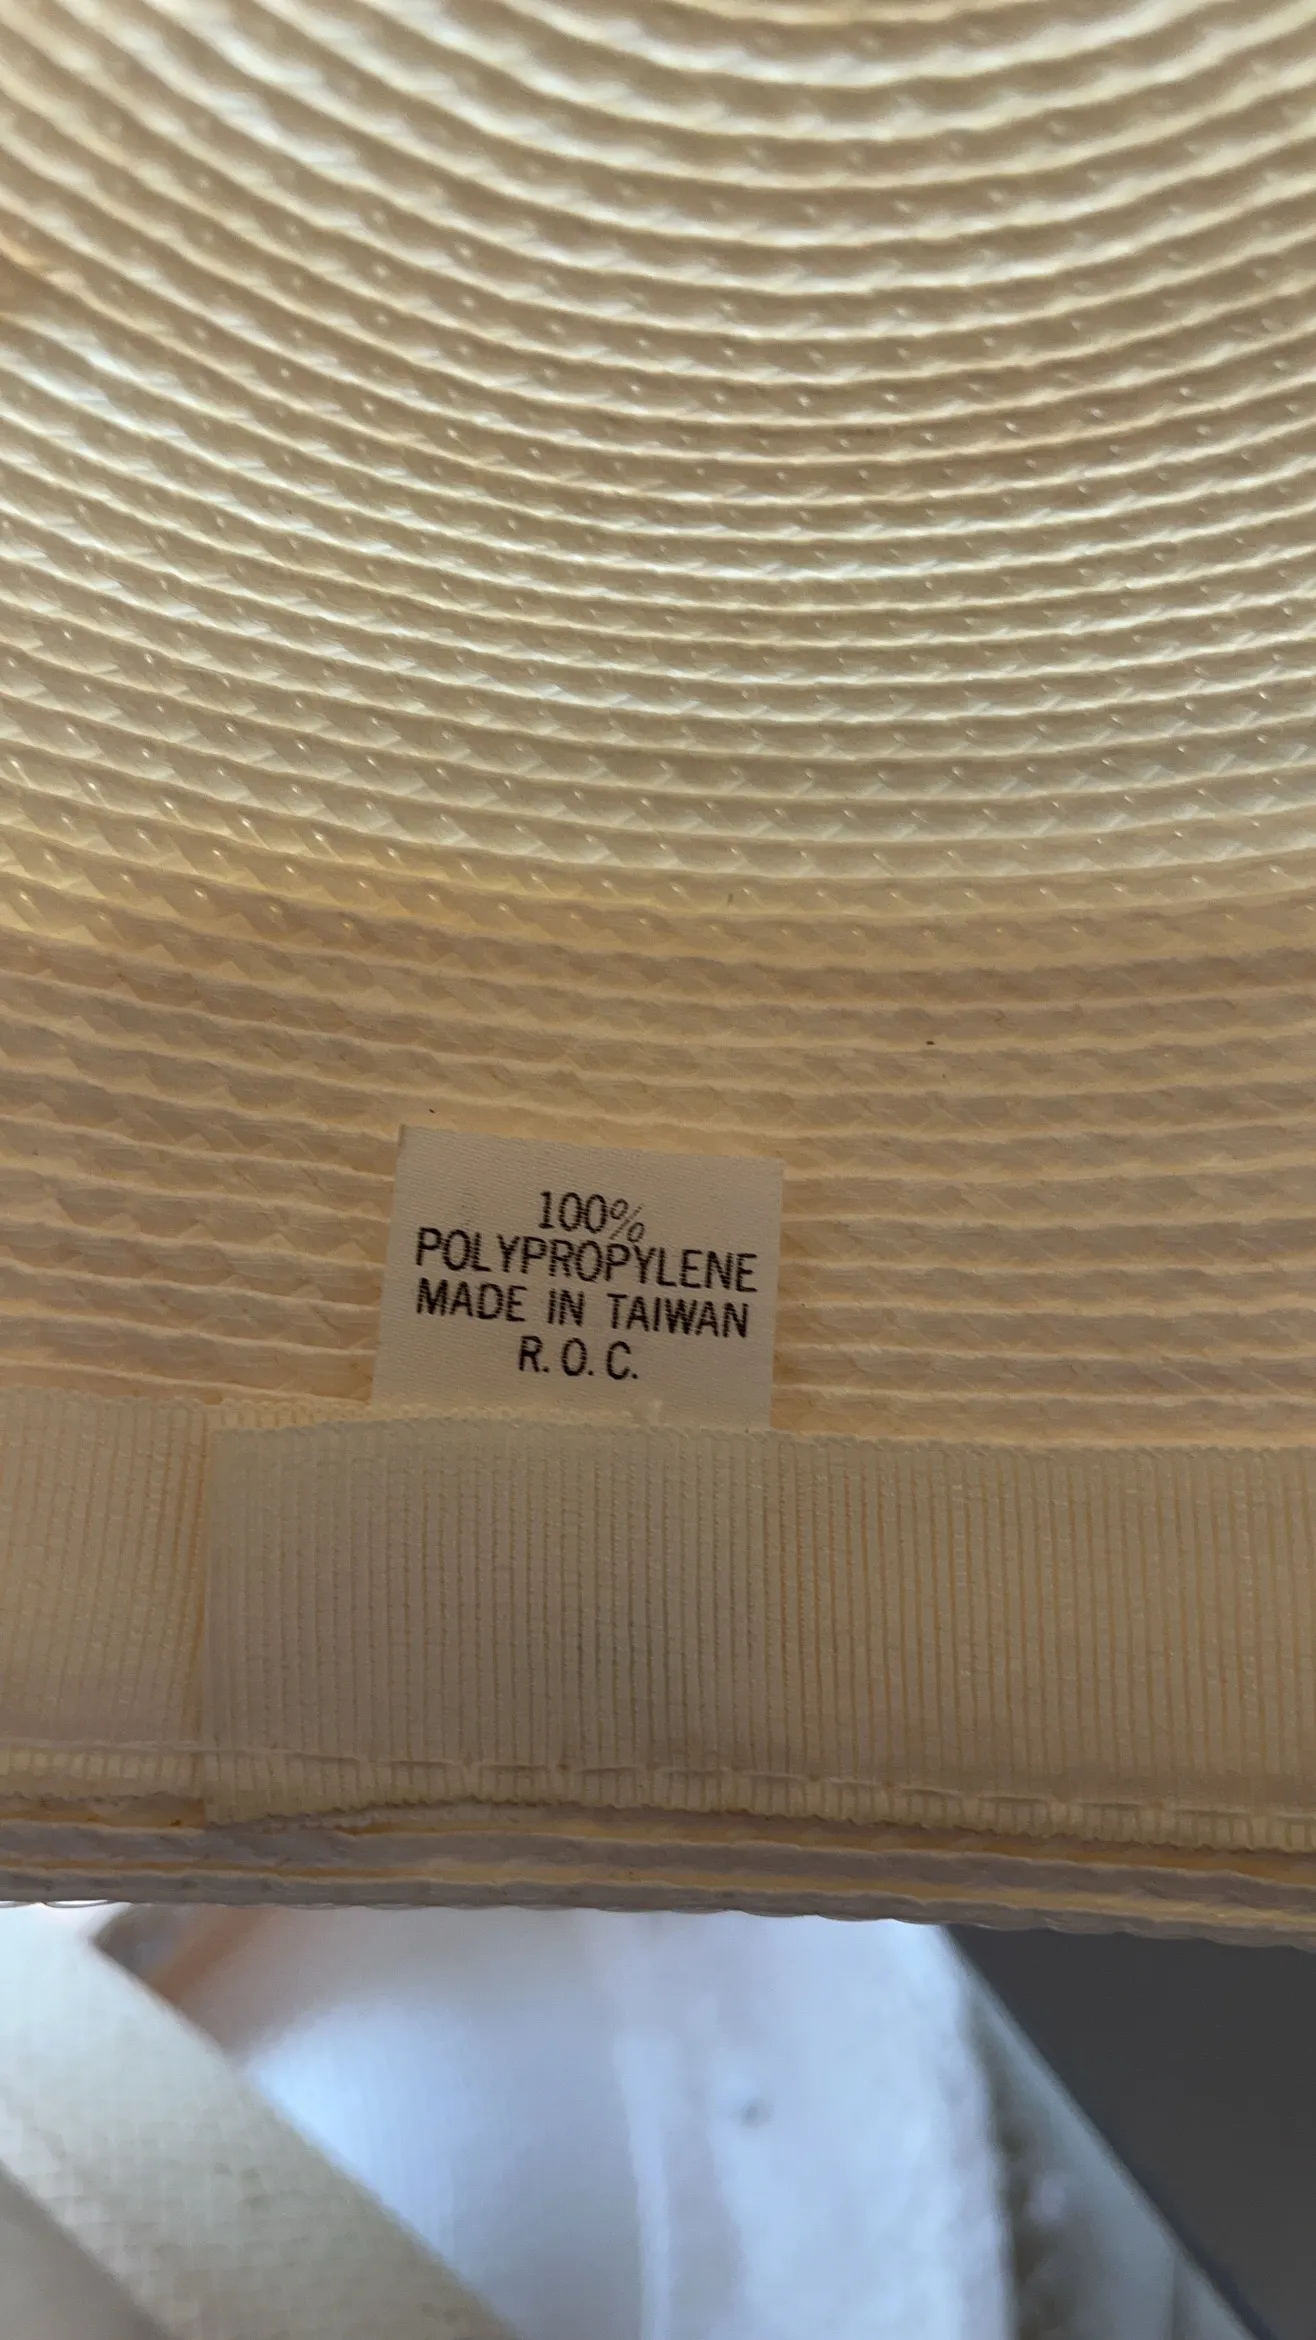 100%
POLYPROPYLENE
MADE IN TAIWAN
R.O.C.